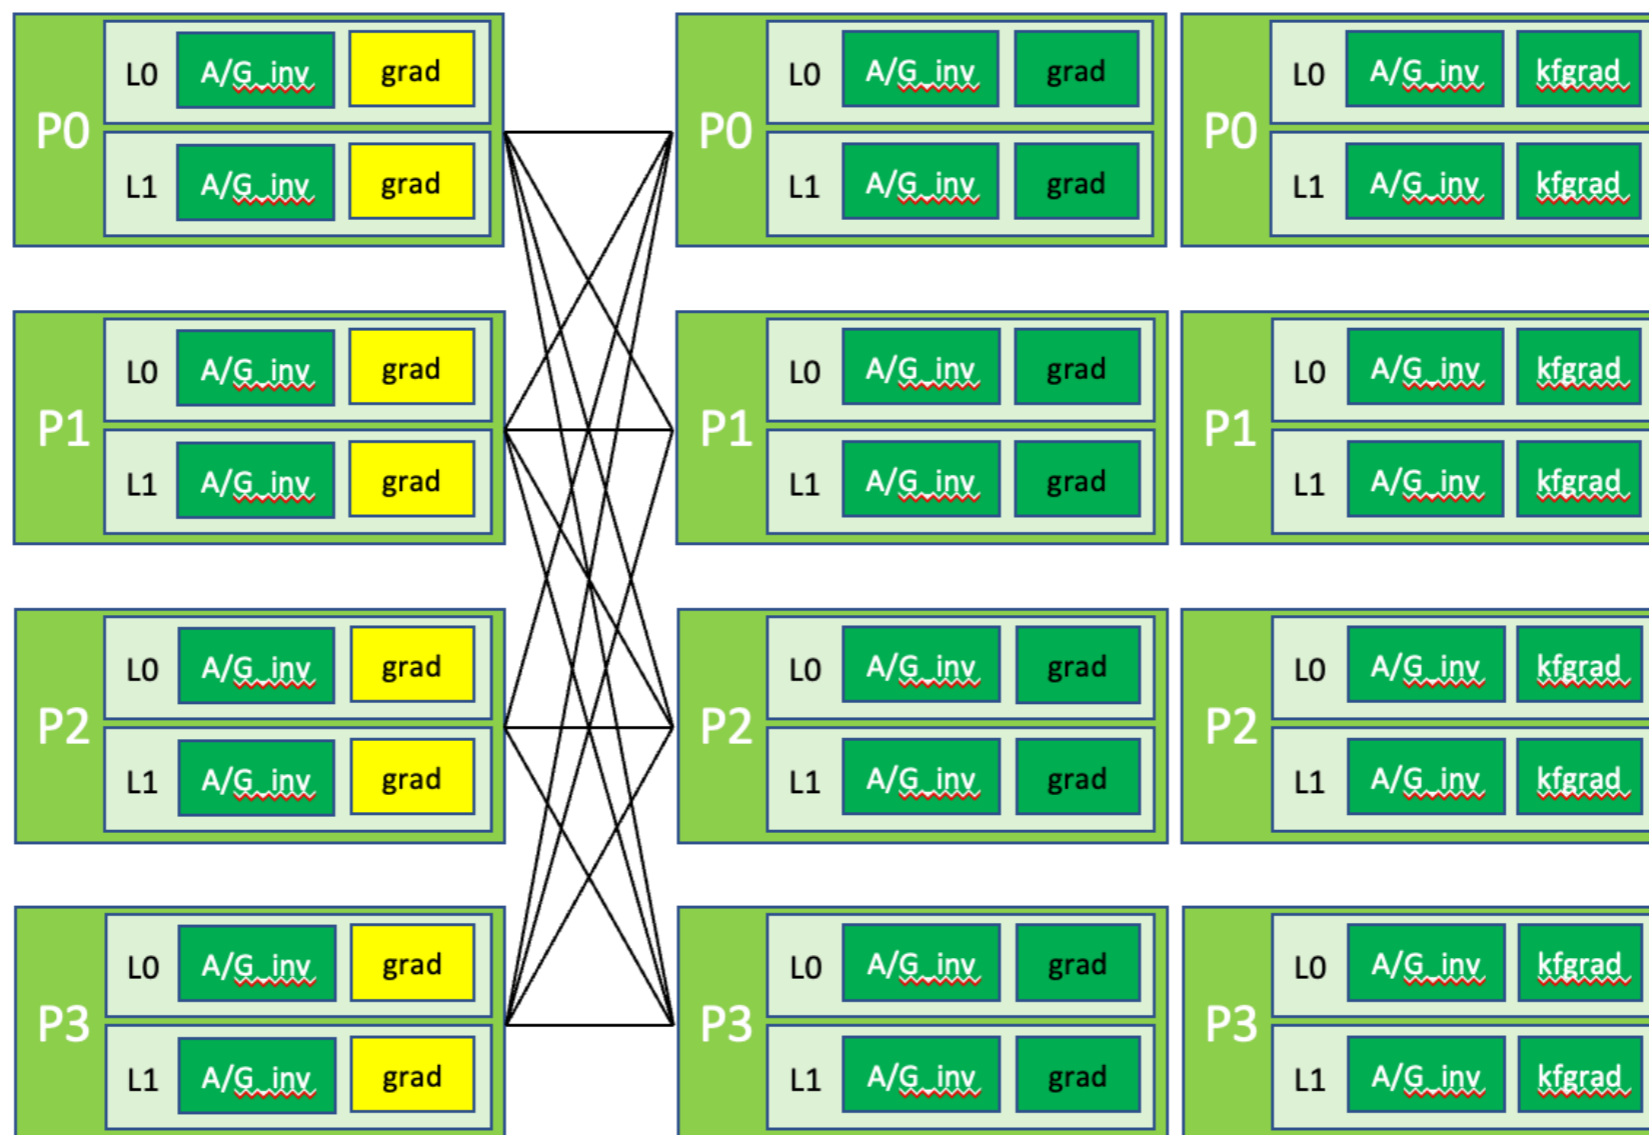 P0
L0 A/G_inv grad
L1 A/G_inv grad
P0
L0 A/G_inv grad
L1 A/G_inv grad
P0
L0 A/G_inv kfgrad
L1 A/G_inv kfgrad
P1
L0 A/G_inv grad
L1 A/G_inv grad
P1
L0 A/G_inv grad
L1 A/G_inv grad
P1
L0 A/G_inv kfgrad
L1 A/G_inv kfgrad
P2
L0 A/G_inv grad
L1 A/G_inv grad
P2
L0 A/G_inv grad
L1 A/G_inv grad
P2
L0 A/G_inv kfgrad
L1 A/G_inv kfgrad
P3
L0 A/G_inv grad
L1 A/G_inv grad
P3
L0 A/G_inv grad
L1 A/G_inv grad
P3
L0 A/G_inv kfgrad
L1 A/G_inv kfgrad